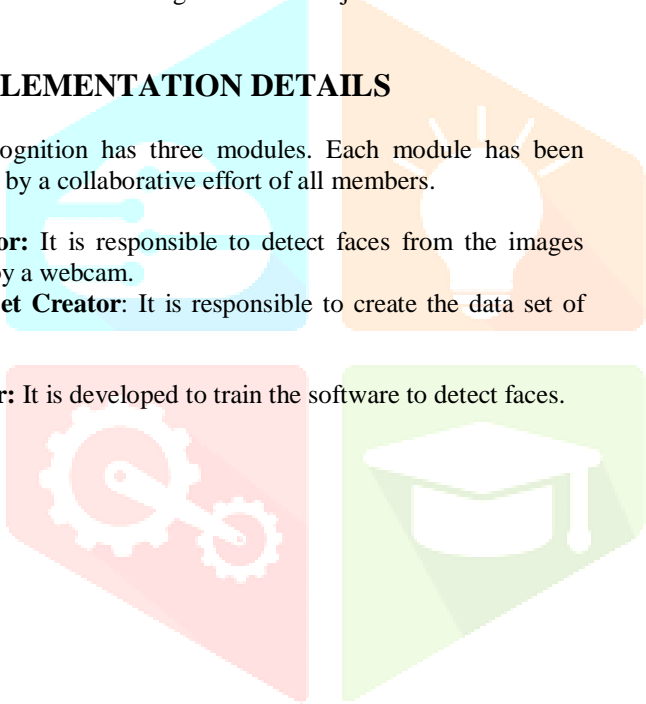 LEMENTATION DETAILS
ognition has three modules. Each module has been
by a collaborative effort of all members.
or: It is responsible to detect faces from the images
by a webcam.
et Creator: It is responsible to create the data set of
r: It is developed to train the software to detect faces.